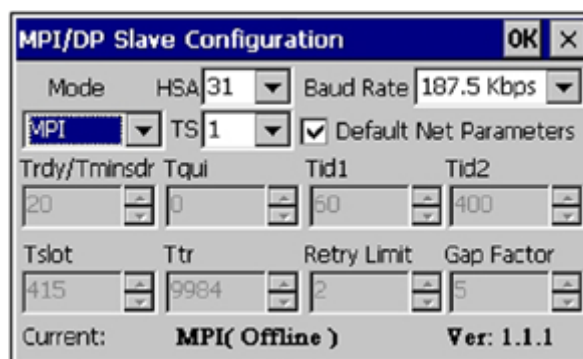 MPI/DP Slave Configuration OK ×
Mode HSA 31 Baud Rate 187.5 Kbps
MPI TS 1 Default Net Parameters
Trdy/Tminsdr Tqui Tid1 Tid2
20 0 60 400
Tslot Ttr Retry Limit Gap Factor
415 9984 2 5
Current: MPI( Offline ) Ver: 1.1.1